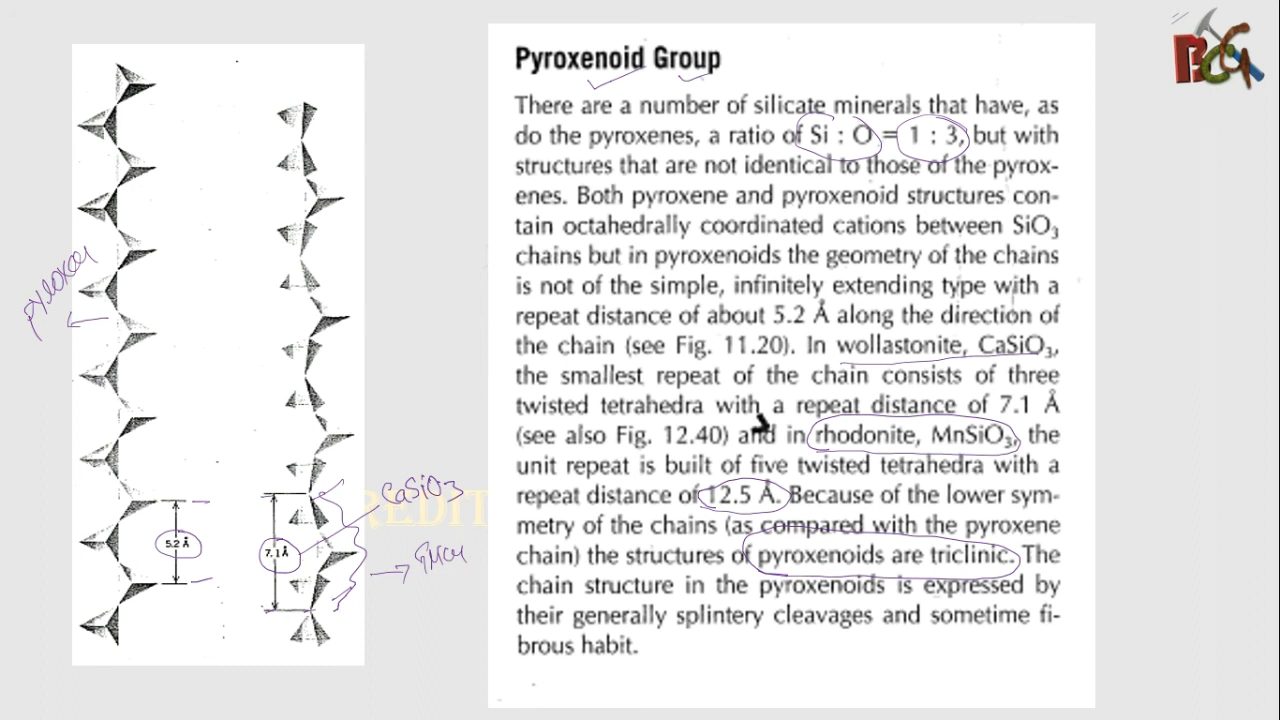 Pyroxenoid Group
There are a number of silicate minerals that have, as
do the pyroxenes, a ratio of Si : O = 1 : 3, but with
structures that are not identical to those of the pyrox-
enes. Both pyroxene and pyroxenoid structures con-
tain octahedrally coordinated cations between SiO₃
chains but in pyroxenoids the geometry of the chains
is not of the simple, infinitely extending type with a
repeat distance of about 5.2 Å along the direction of
the chain (see Fig. 11.20). In wollastonite, CaSiO₃,
the smallest repeat of the chain consists of three
twisted tetrahedra with a repeat distance of 7.1 Å
(see also Fig. 12.40) and in rhodonite, MnSiO₃, the
unit repeat is built of five twisted tetrahedra with a
repeat distance of 12.5 Å. Because of the lower sym-
metry of the chains (as compared with the pyroxene
chain) the structures of pyroxenoids are triclinic. The
chain structure in the pyroxenoids is expressed by
their generally splintery cleavages and sometime fi-
brous habit.
5.2 Å
7.1 Å
CaSiO3
REDIT
BCG